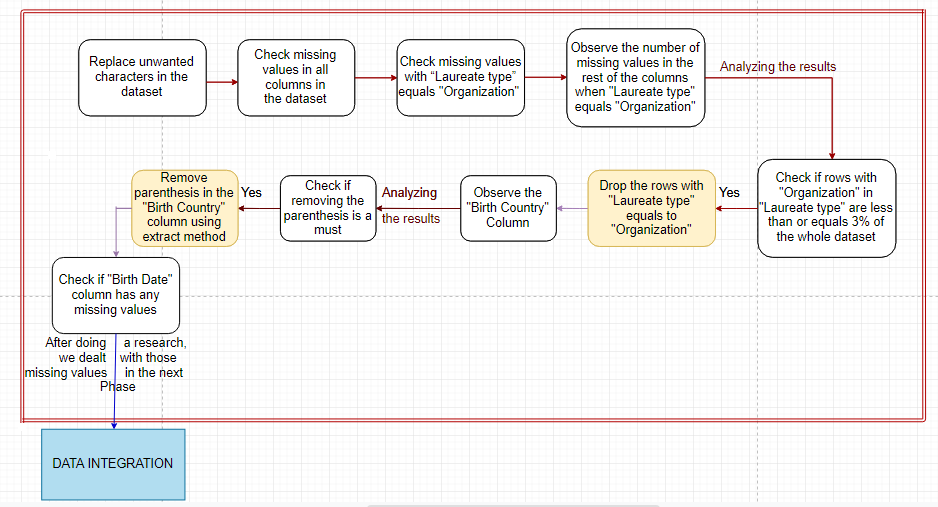 Replace unwanted
characters in the
dataset
Check missing
values in all
columns in
the dataset
Check missing values
with "Laureate type"
equals "Organization"
Observe the number of
missing values in the
rest of the columns
when "Laureate type"
equals "Organization"
Analyzing the results
Check if rows with
"Organization" in
"Laureate type" are less
than or equals 3% of
the whole dataset
Yes
Drop the rows with
"Laureate type"
equals to
"Organization"
Observe the
"Birth Country"
Column
Analyzing
the results
Check if
removing the
parenthesis is a
must
Yes
Remove
parenthesis in the
"Birth Country"
column using
extract method
Check if "Birth Date"
column has any
missing values
After doing a research,
we dealt with those
missing values in the next
Phase
DATA INTEGRATION